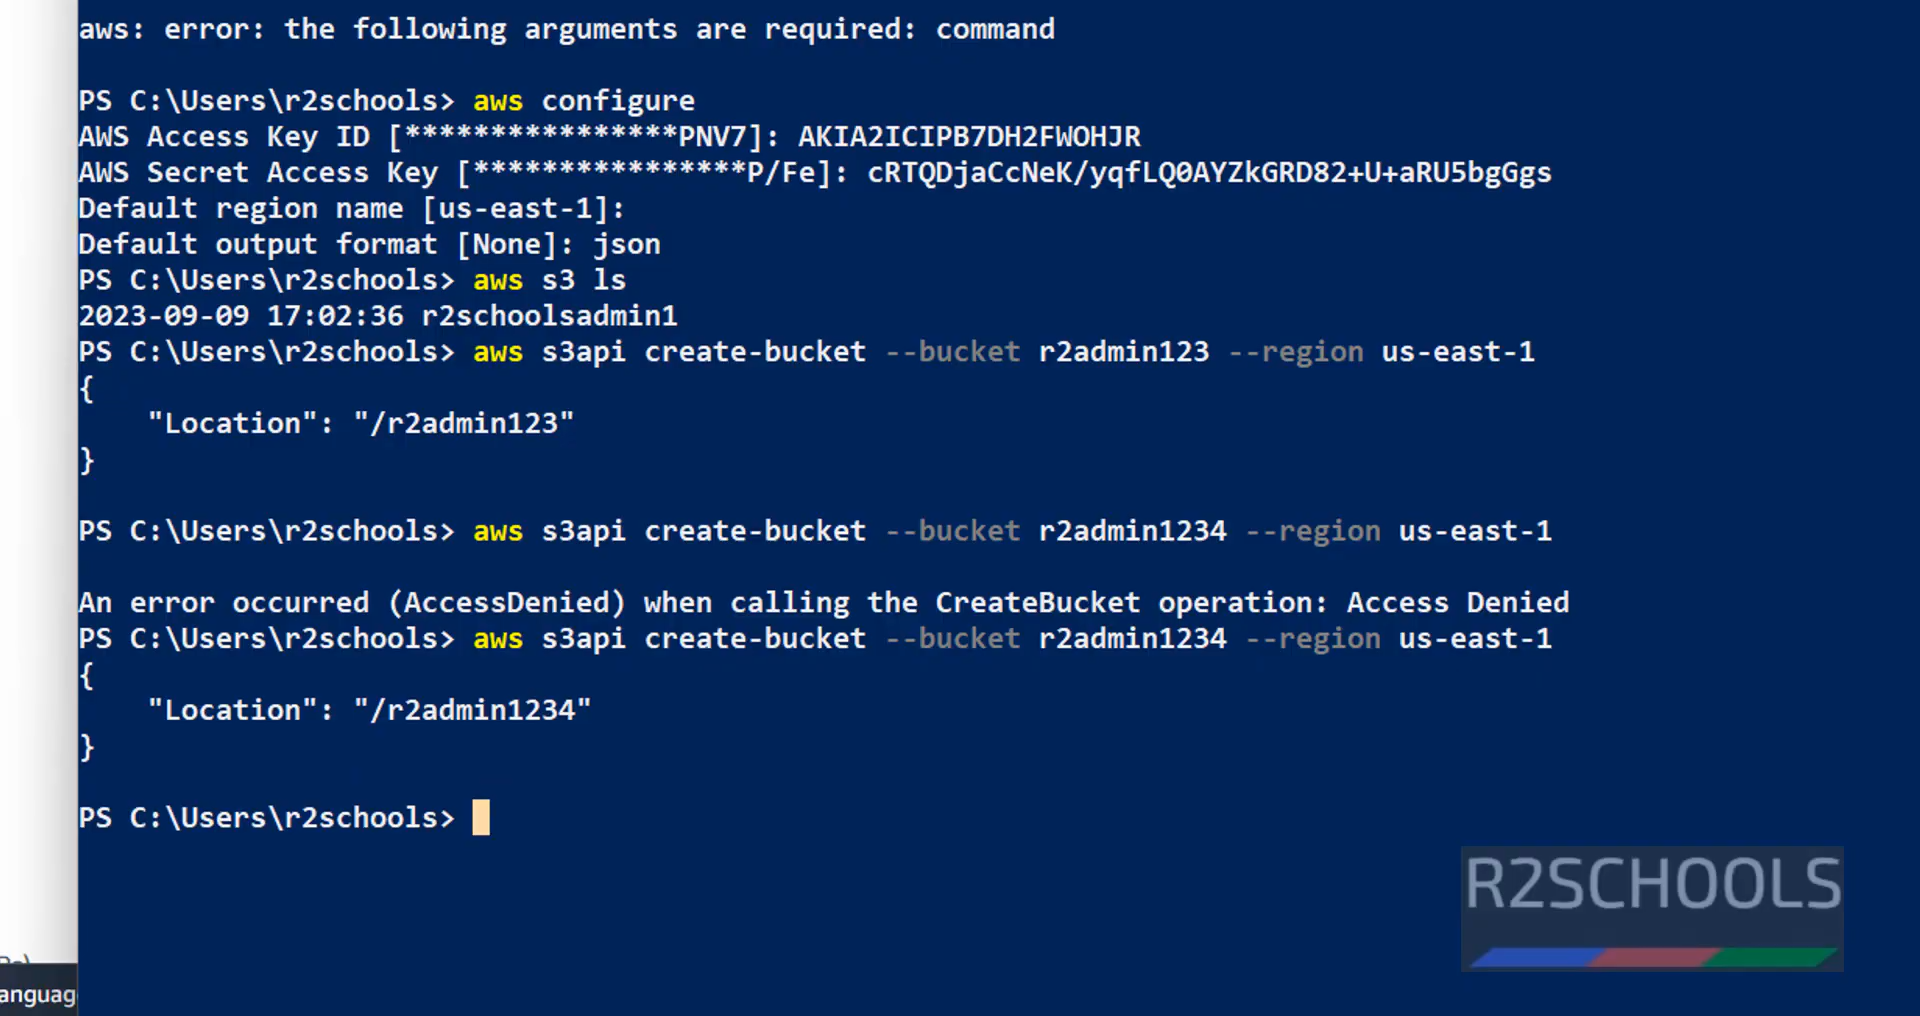 aws: error: the following arguments are required: command
PS C:\Users\r2schools> aws configure
AWS Access Key ID [****************PNV7]: AKIA2ICIPB7DH2FWOHJR
AWS Secret Access Key [****************P/Fe]: 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
Default region name [us-east-1]:
Default output format [None]: json
PS C:\Users\r2schools> aws s3 ls
2023-09-09 17:02:36 r2schoolsadmin1
PS C:\Users\r2schools> aws s3api create-bucket --bucket r2admin123 --region us-east-1
{
    "Location": "/r2admin123"
}
PS C:\Users\r2schools> aws s3api create-bucket --bucket r2admin1234 --region us-east-1
An error occurred (AccessDenied) when calling the CreateBucket operation: Access Denied
PS C:\Users\r2schools> aws s3api create-bucket --bucket r2admin1234 --region us-east-1
{
    "Location": "/r2admin1234"
}
PS C:\Users\r2schools>
R2SCHOOLS
anguag